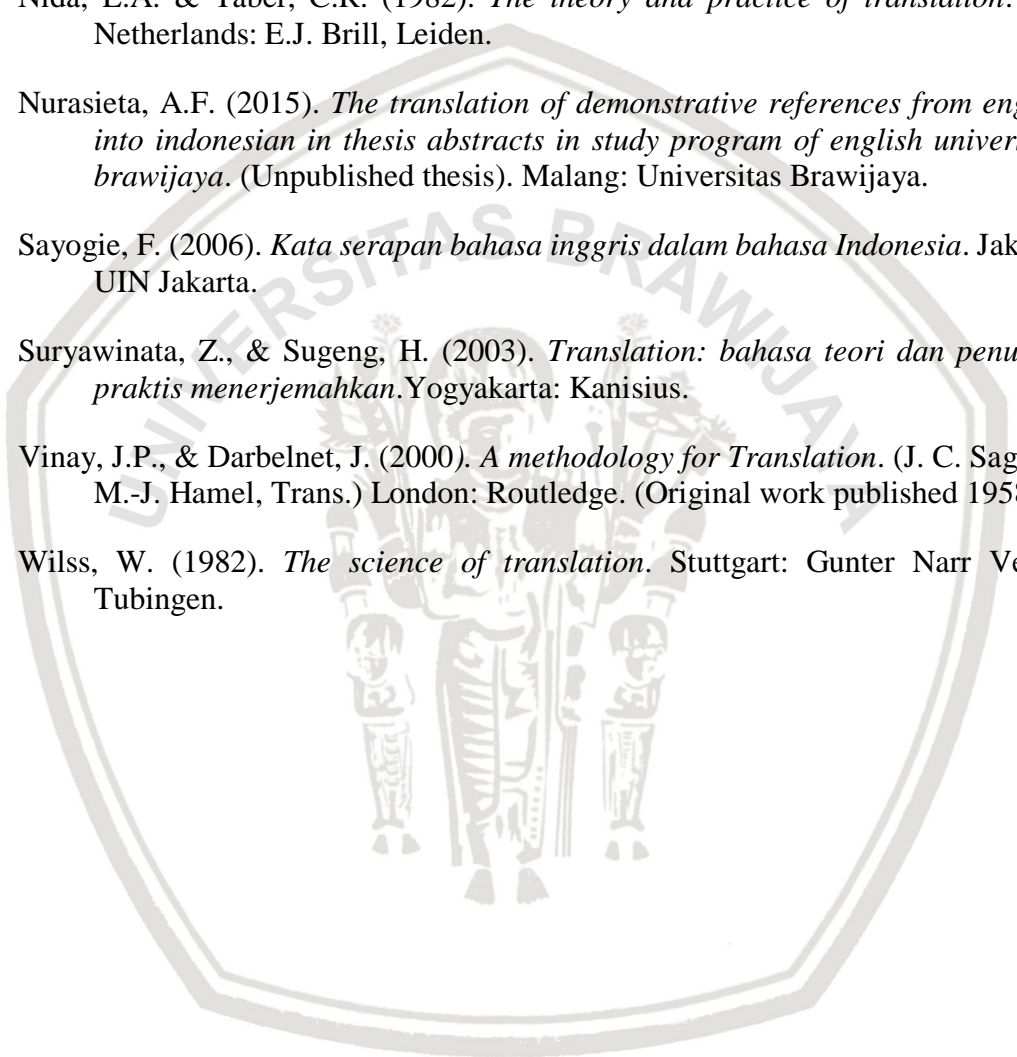 Nida, E.A. & Taber, C.R. (1982). The theory and practice of translation.
Netherlands: E.J. Brill, Leiden.
Nurasieta, A.F. (2015). The translation of demonstrative references from eng
into indonesian in thesis abstracts in study program of english univer
brawijaya. (Unpublished thesis). Malang: Universitas Brawijaya.
Sayogie, F. (2006). Kata serapan bahasa inggris dalam bahasa Indonesia. Jak
UIN Jakarta.
Suryawinata, Z., & Sugeng, H. (2003). Translation: bahasa teori dan penu
praktis menerjemahkan.Yogyakarta: Kanisius.
Vinay, J.P., & Darbelnet, J. (2000). A methodology for Translation. (J. C. Sag
M.-J. Hamel, Trans.) London: Routledge. (Original work published 1958
Wilss, W. (1982). The science of translation. Stuttgart: Gunter Narr Ve
Tubingen.
UNIVERSITAS BRAWIJAYA